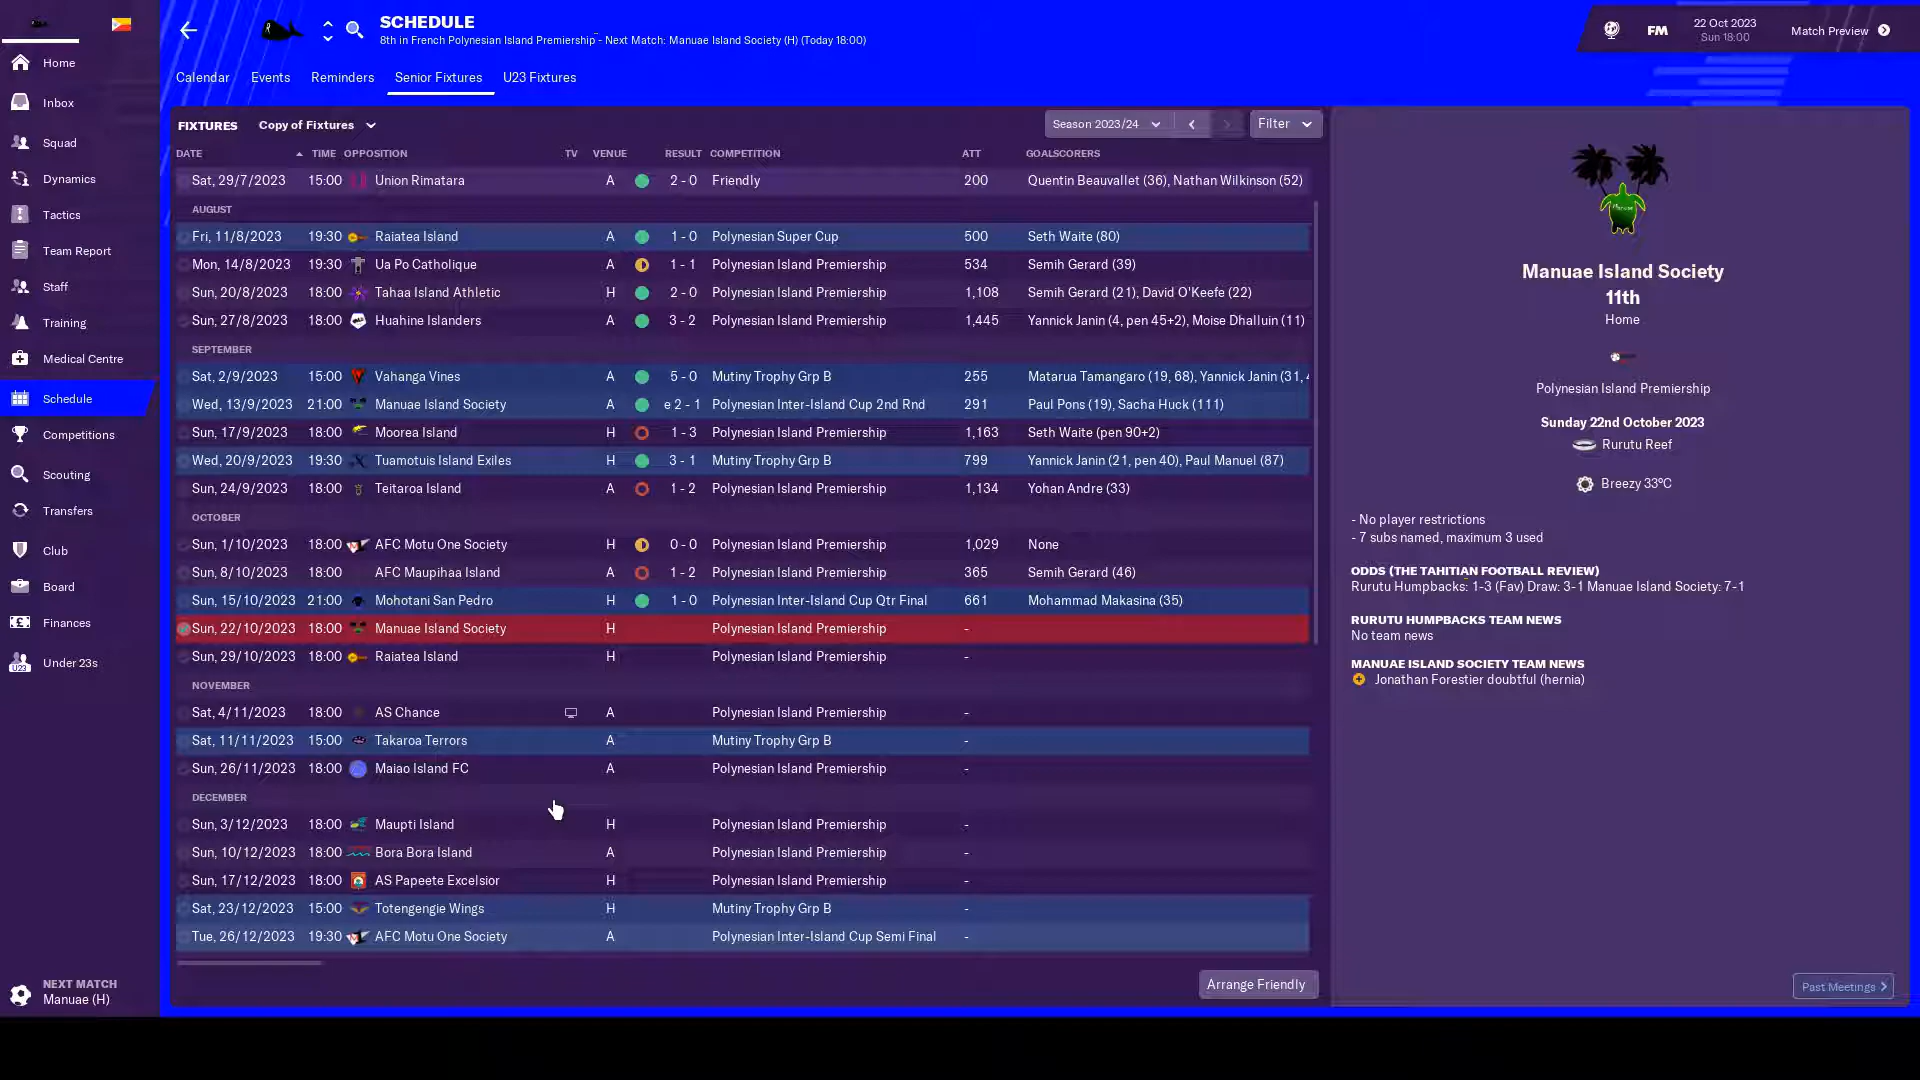 SCHEDULE
8th in French Polynesian Island Premiership - Next Match: Manuae Island Society (H) (Today 18:00)
FM
22 Oct 2023
Sun 18:00
Match Preview
Home
Inbox
Squad
Dynamics
Tactics
Team Report
Staff
Training
Medical Centre
Schedule
Competitions
Scouting
Transfers
Club
Board
Finances
U23 Under 23s
NEXT MATCH
Manuae (H)
Calendar Events Reminders Senior Fixtures U23 Fixtures
FIXTURES Copy of Fixtures Season 2023/24 Filter
DATE TIME OPPOSITION TV VENUE RESULT COMPETITION ATT GOALSCORERS
Sat, 29/7/2023 15:00 Union Rimatara A 2 - 0 Friendly 200 Quentin Beauvallet (36), Nathan Wilkinson (52)
AUGUST
Fri, 11/8/2023 19:30 Raiatea Island A 1 - 0 Polynesian Super Cup 500 Seth Waite (80)
Mon, 14/8/2023 19:30 Ua Po Catholique A 1 - 1 Polynesian Island Premiership 534 Semih Gerard (39)
Sun, 20/8/2023 18:00 Tahaa Island Athletic H 2 - 0 Polynesian Island Premiership 1,108 Semih Gerard (21), David O'Keefe (22)
Sun, 27/8/2023 18:00 Huahine Islanders A 3 - 2 Polynesian Island Premiership 1,445 Yannick Janin (4, pen 45+2), Moise Dhalluin (11)
SEPTEMBER
Sat, 2/9/2023 15:00 Vahanga Vines A 5 - 0 Mutiny Trophy Grp B 255 Matarua Tamangaro (19, 68), Yannick Janin (31, 4
Wed, 13/9/2023 21:00 Manuae Island Society A e 2 - 1 Polynesian Inter-Island Cup 2nd Rnd 291 Paul Pons (19), Sacha Huck (111)
Sun, 17/9/2023 18:00 Moorea Island H 1 - 3 Polynesian Island Premiership 1,163 Seth Waite (pen 90+2)
Wed, 20/9/2023 19:30 Tuamotuis Island Exiles H 3 - 1 Mutiny Trophy Grp B 799 Yannick Janin (21, pen 40), Paul Manuel (87)
Sun, 24/9/2023 18:00 Teitaroa Island A 1 - 2 Polynesian Island Premiership 1,134 Yohan Andre (33)
OCTOBER
Sun, 1/10/2023 18:00 AFC Motu One Society H 0 - 0 Polynesian Island Premiership 1,029 None
Sun, 8/10/2023 18:00 AFC Maupihaa Island A 1 - 2 Polynesian Island Premiership 365 Semih Gerard (46)
Sun, 15/10/2023 21:00 Mohotani San Pedro H 1 - 0 Polynesian Inter-Island Cup Qtr Final 661 Mohammad Makasina (35)
Sun, 22/10/2023 18:00 Manuae Island Society H Polynesian Island Premiership -
Sun, 29/10/2023 18:00 Raiatea Island H Polynesian Island Premiership -
NOVEMBER
Sat, 4/11/2023 18:00 AS Chance A Polynesian Island Premiership -
Sat, 11/11/2023 15:00 Takaroa Terrors A Mutiny Trophy Grp B -
Sun, 26/11/2023 18:00 Maiao Island FC A Polynesian Island Premiership -
DECEMBER
Sun, 3/12/2023 18:00 Maupti Island H Polynesian Island Premiership -
Sun, 10/12/2023 18:00 Bora Bora Island A Polynesian Island Premiership -
Sun, 17/12/2023 18:00 AS Papeete Excelsior H Polynesian Island Premiership -
Sat, 23/12/2023 15:00 Totengengie Wings H Mutiny Trophy Grp B -
Tue, 26/12/2023 19:30 AFC Motu One Society A Polynesian Inter-Island Cup Semi Final -
Arrange Friendly
Manuae Island Society
11th
Home
Polynesian Island Premiership
Sunday 22nd October 2023
Rurutu Reef
Breezy 33ºC
- No player restrictions
- 7 subs named, maximum 3 used
ODDS (THE TAHITIAN FOOTBALL REVIEW)
Rurutu Humpbacks: 1-3 (Fav) Draw: 3-1 Manuae Island Society: 7-1
RURUTU HUMPBACKS TEAM NEWS
No team news
MANUAE ISLAND SOCIETY TEAM NEWS
Jonathan Forestier doubtful (hernia)
Past Meetings